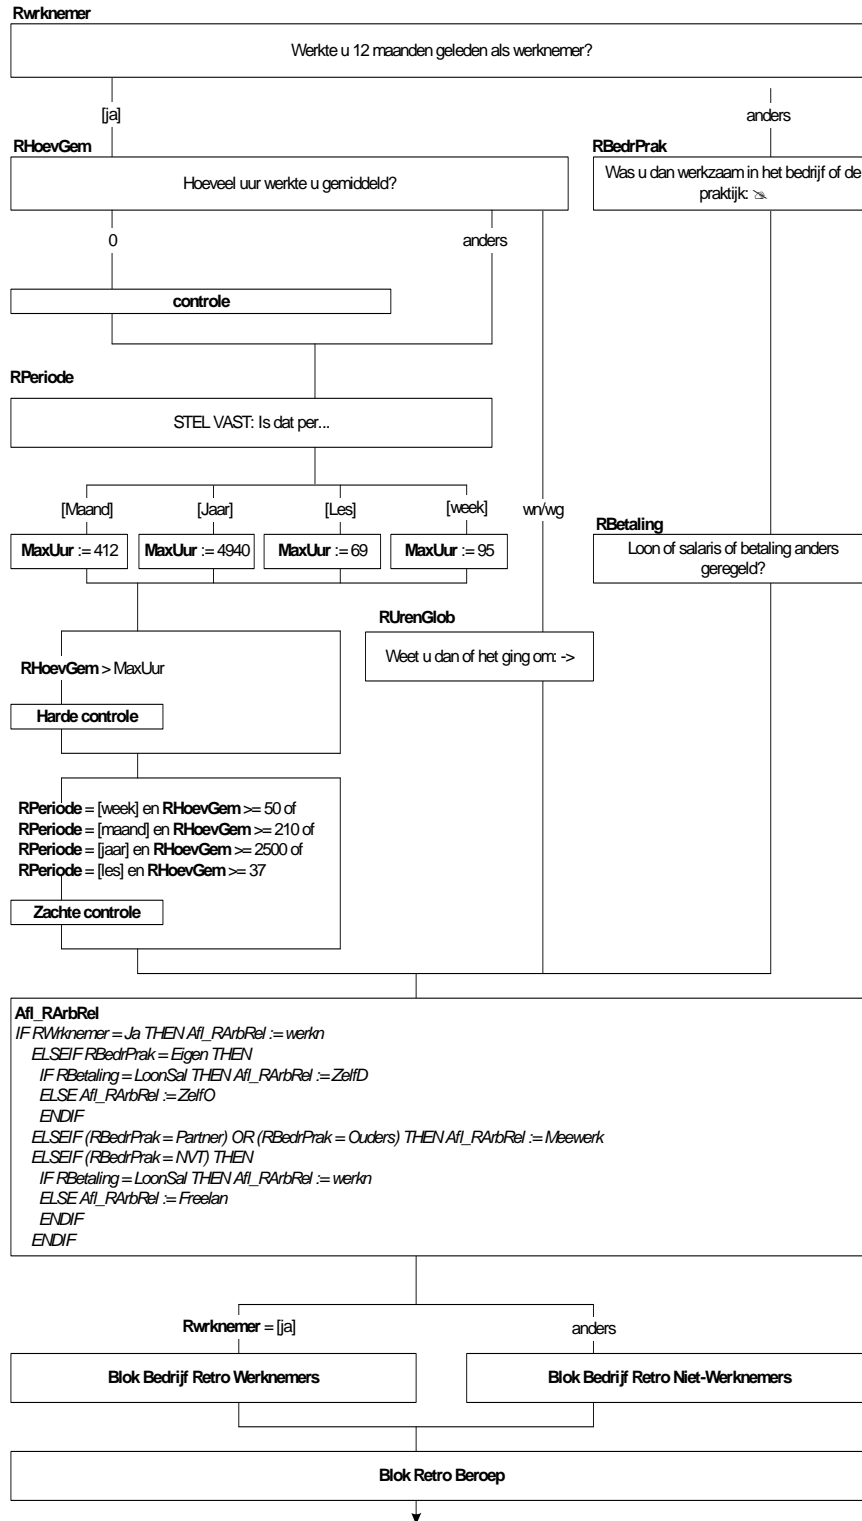 Rwrknemer
Werkte u 12 maanden geleden als werknemer?
[ja]
anders
RHoevGem
RBedrPrak
Hoeveel uur werkte u gemiddeld?
Was u dan werkzaam in het bedrijf of de
praktijk:
0
anders
controle
RPeriode
STEL VAST: Is dat per...
[Maand]
[Jaar]
[Les]
[week]
wn/wg
MaxUur := 412
MaxUur := 4940
MaxUur := 69
MaxUur := 95
RBetaling
Loon of salaris of betaling anders
geregeld?
RUrenGlob
Weet u dan of het ging om: ->
RHoevGem > MaxUur
Harde controle
RPeriode = [week] en RHoevGem >= 50 of
RPeriode = [maand] en RHoevGem >= 210 of
RPeriode = [jaar] en RHoevGem >= 2500 of
RPeriode = [les] en RHoevGem >= 37
Zachte controle
Afl_RArbRel
IF RWrknemer = Ja THEN Afl_RArbRel := werkn
ELSEIF RBedrPrak = Eigen THEN
IF RBetaling = LoonSal THEN Afl_RArbRel := ZelfD
ELSE Afl_RArbRel := ZelfO
ENDIF
ELSEIF (RBedrPrak = Partner) OR (RBedrPrak = Ouders) THEN Afl_RArbRel := Meewerk
ELSEIF (RBedrPrak = NVT) THEN
IF RBetaling = LoonSal THEN Afl_RArbRel := werkn
ELSE Afl_RArbRel := Freelan
ENDIF
ENDIF
Rwrknemer = [ja]
anders
Blok Bedrijf Retro Werknemers
Blok Bedrijf Retro Niet-Werknemers
Blok Retro Beroep